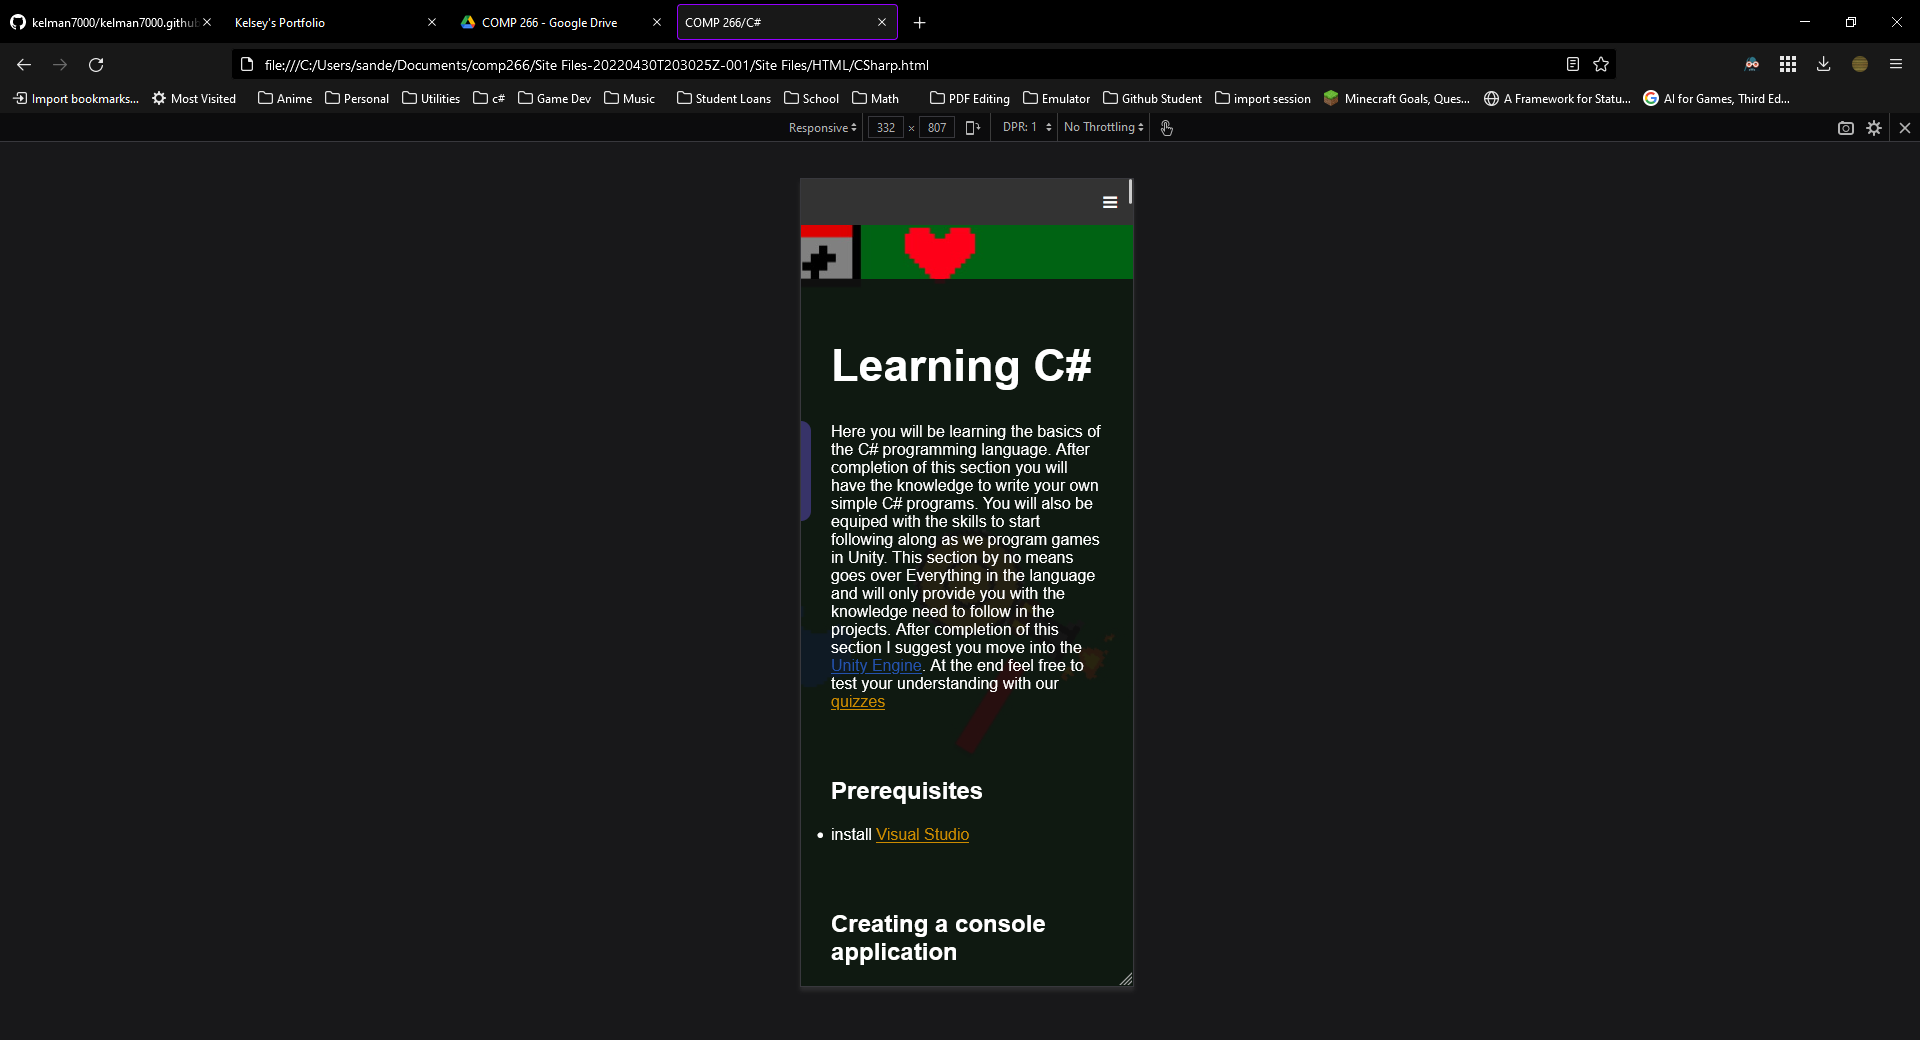 kelman7000/kelman7000.githu
Kelsey's Portfolio
COMP 266 - Google Drive
COMP 266/C#
file:///C:/Users/sande/Documents/comp266/Site Files-20220430T203025Z-001/Site Files/HTML/CSharp.html
Import bookmarks... Most Visited Anime Personal Utilities c# Game Dev Music Student Loans School Math PDF Editing Emulator Github Student import session Minecraft Goals, Ques... A Framework for Statu... AI for Games, Third Ed...
Responsive 332 × 807 DPR: 1 No Throttling
Learning C#
Here you will be learning the basics of
the C# programming language. After
completion of this section you will
have the knowledge to write your own
simple C# programs. You will also be
equiped with the skills to start
following along as we program games
in Unity. This section by no means
goes over Everything in the language
and will only provide you with the
knowledge need to follow in the
projects. After completion of this
section I suggest you move into the
Unity Engine. At the end feel free to
test your understanding with our
quizzes
Prerequisites
• install Visual Studio
Creating a console
application